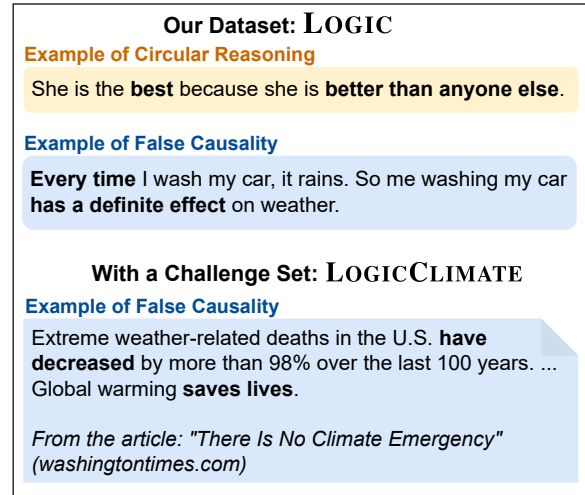 Our Dataset: LOGIC
Example of Circular Reasoning
She is the best because she is better than anyone else.
Example of False Causality
Every time I wash my car, it rains. So me washing my car
has a definite effect on weather.
With a Challenge Set: LOGICCLIMATE
Example of False Causality
Extreme weather-related deaths in the U.S. have
decreased by more than 98% over the last 100 years. ...
Global warming saves lives.
From the article: "There Is No Climate Emergency"
(washingtontimes.com)